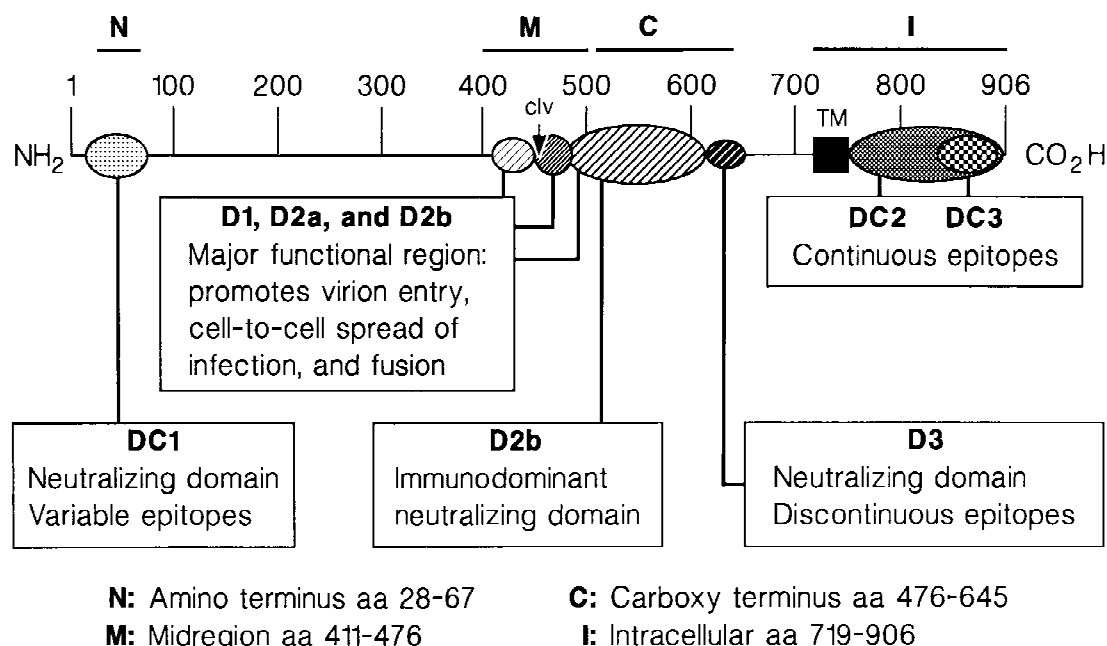 N M C I
1 100 200 300 400 500 600 700 800 906
clv TM
NH2 CO2H
D1, D2a, and D2b
Major functional region:
promotes virion entry,
cell-to-cell spread of
infection, and fusion
DC2 DC3
Continuous epitopes
DC1
Neutralizing domain
Variable epitopes
D2b
Immunodominant
neutralizing domain
D3
Neutralizing domain
Discontinuous epitopes
N: Amino terminus aa 28-67
C: Carboxy terminus aa 476-645
M: Midregion aa 411-476
I: Intracellular aa 719-906